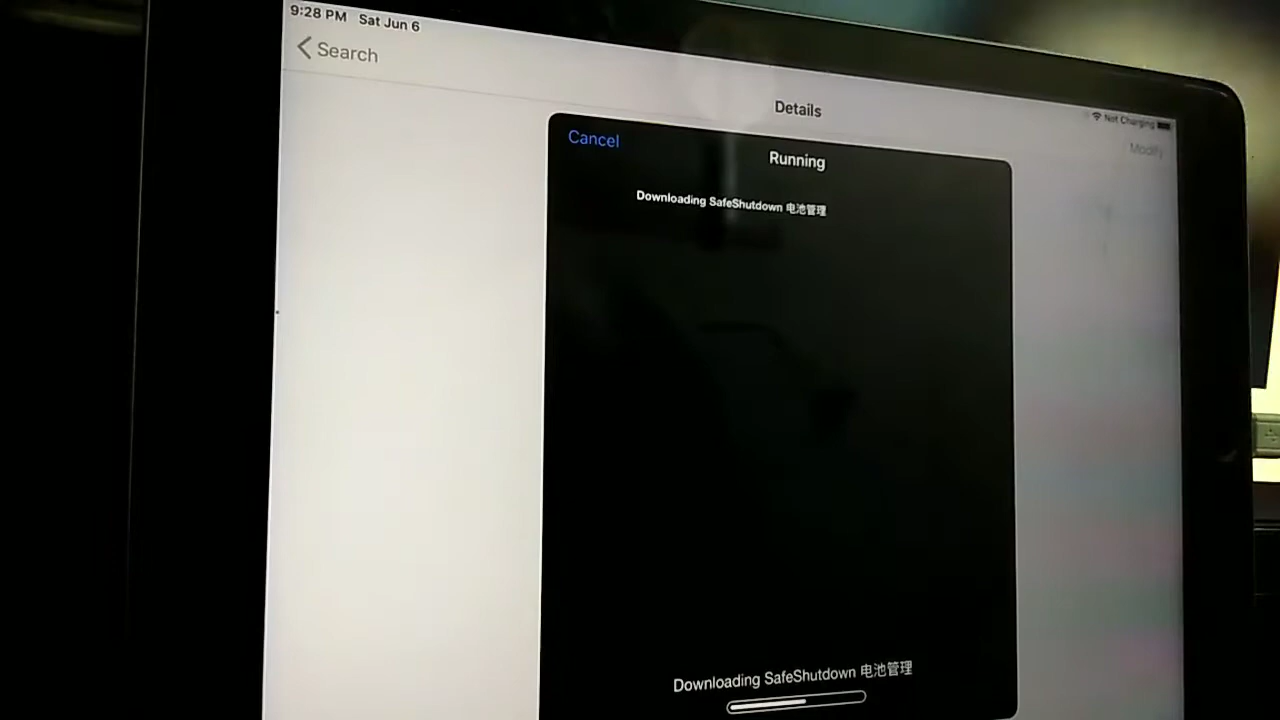 9:28 PM Sat Jun 6
Not Charging
Search
Details
Modify
Cancel
Running
Downloading SafeShutdown 电池管理
Downloading SafeShutdown 电池管理